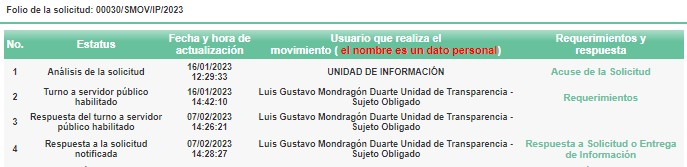 Folio de la solicitud: 00030/SMOV/IP/2023
No. Estatus Fecha y hora de actualización Usuario que realiza el movimiento ( el nombre es un dato personal) Requerimientos y respuesta
1 Análisis de la solicitud 16/01/2023 12:29:33 UNIDAD DE INFORMACIÓN Acuse de la Solicitud
2 Turno a servidor público habilitado 16/01/2023 14:42:10 Luis Gustavo Mondragón Duarte Unidad de Transparencia - Sujeto Obligado Requerimientos
3 Respuesta del turno a servidor público habilitado 07/02/2023 14:26:21 Luis Gustavo Mondragón Duarte Unidad de Transparencia - Sujeto Obligado
4 Respuesta a la solicitud notificada 07/02/2023 14:28:27 Luis Gustavo Mondragón Duarte Unidad de Transparencia - Sujeto Obligado Respuesta a Solicitud o Entrega de Información